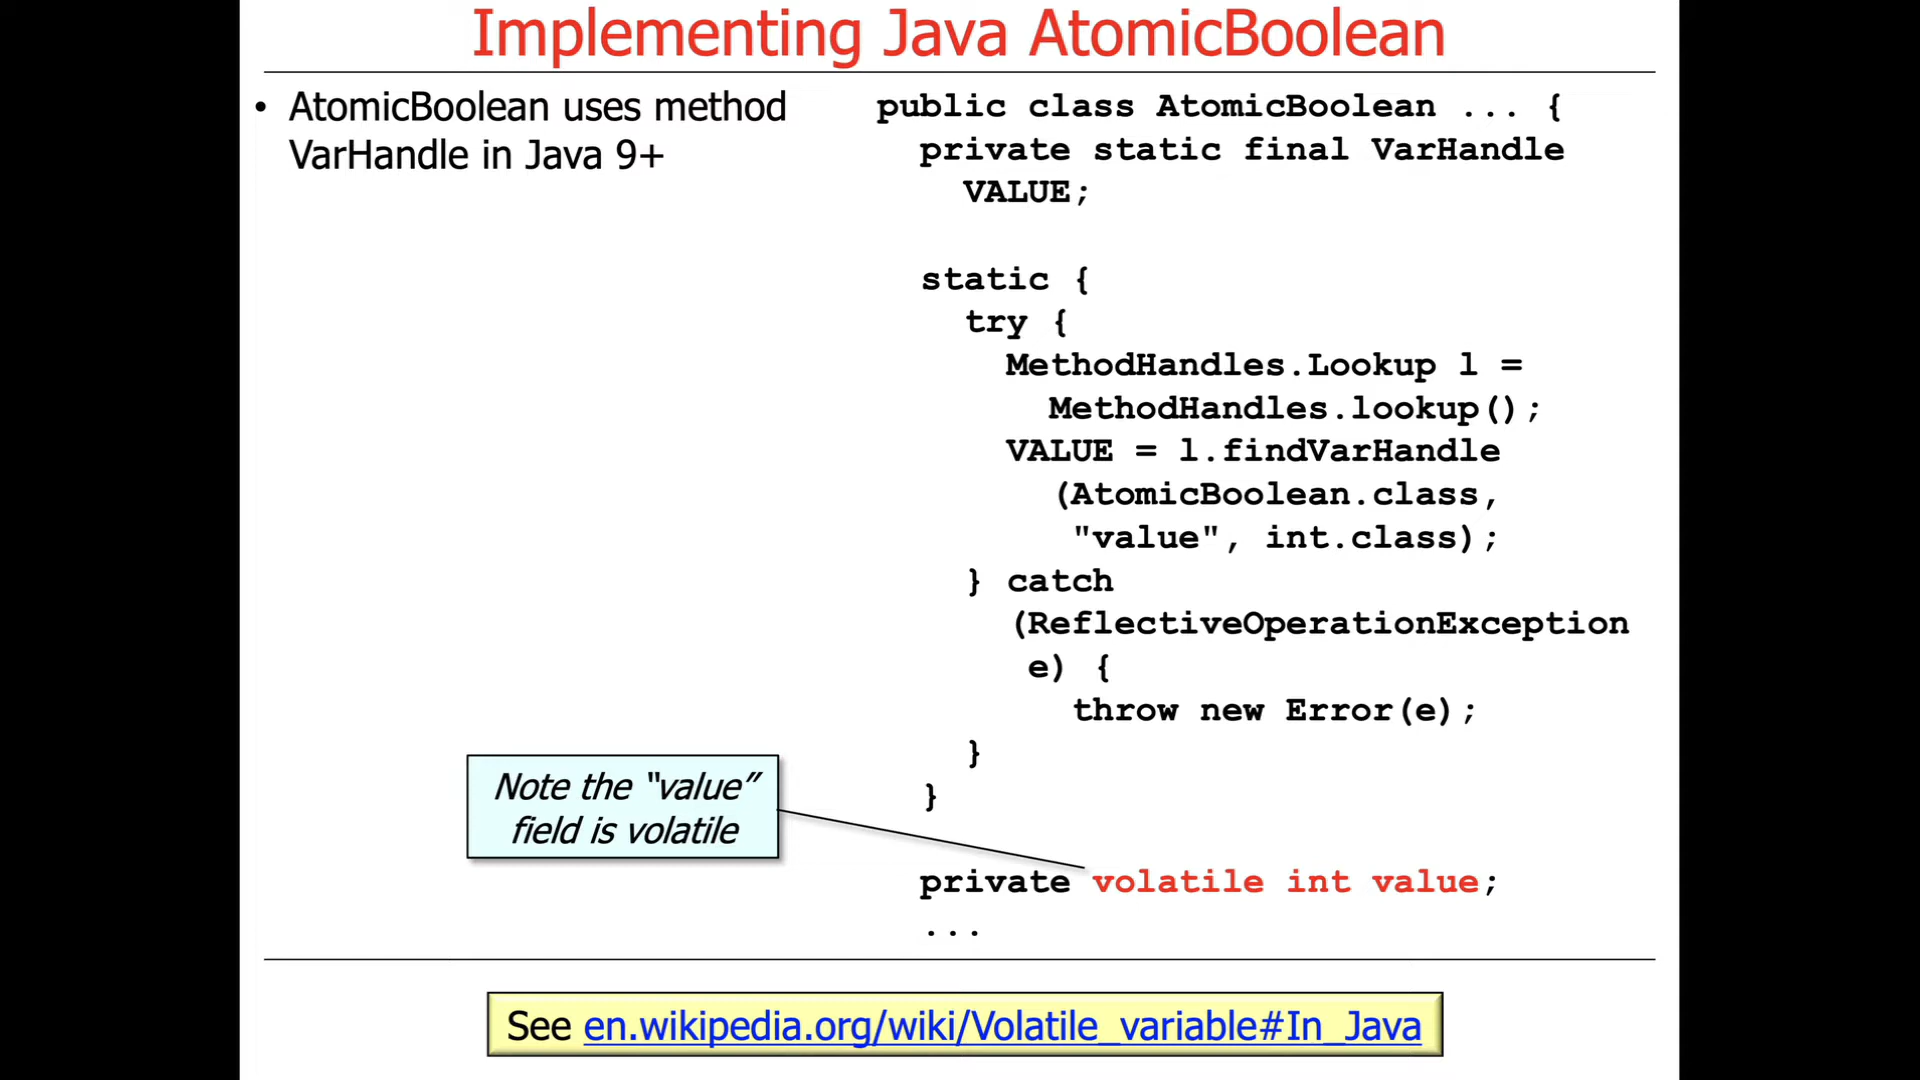 Implementing Java AtomicBoolean
• AtomicBoolean uses method
VarHandle in Java 9+
public class AtomicBoolean ... {
private static final VarHandle
VALUE;
static {
try {
MethodHandles.Lookup l =
MethodHandles.lookup();
VALUE = l.findVarHandle
(AtomicBoolean.class,
"value", int.class);
} catch
(ReflectiveOperationException
e) {
throw new Error(e);
}
}
Note the “value”
field is volatile
private volatile int value;
...
See en.wikipedia.org/wiki/Volatile_variable#In_Java